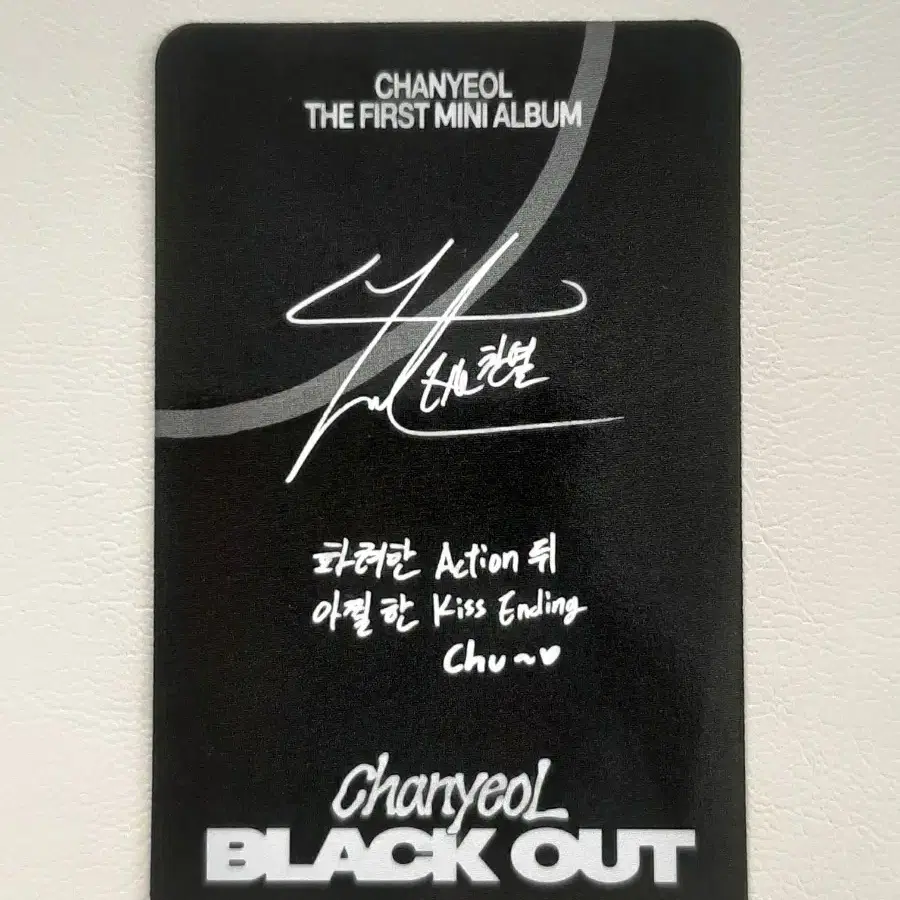 CHANYEOL
THE FIRST MINI ALBUM
찬열
화려한 Action 뒤
아찔한 Kiss Ending
Chu~♥
ChanyeoL
BLACK OUT